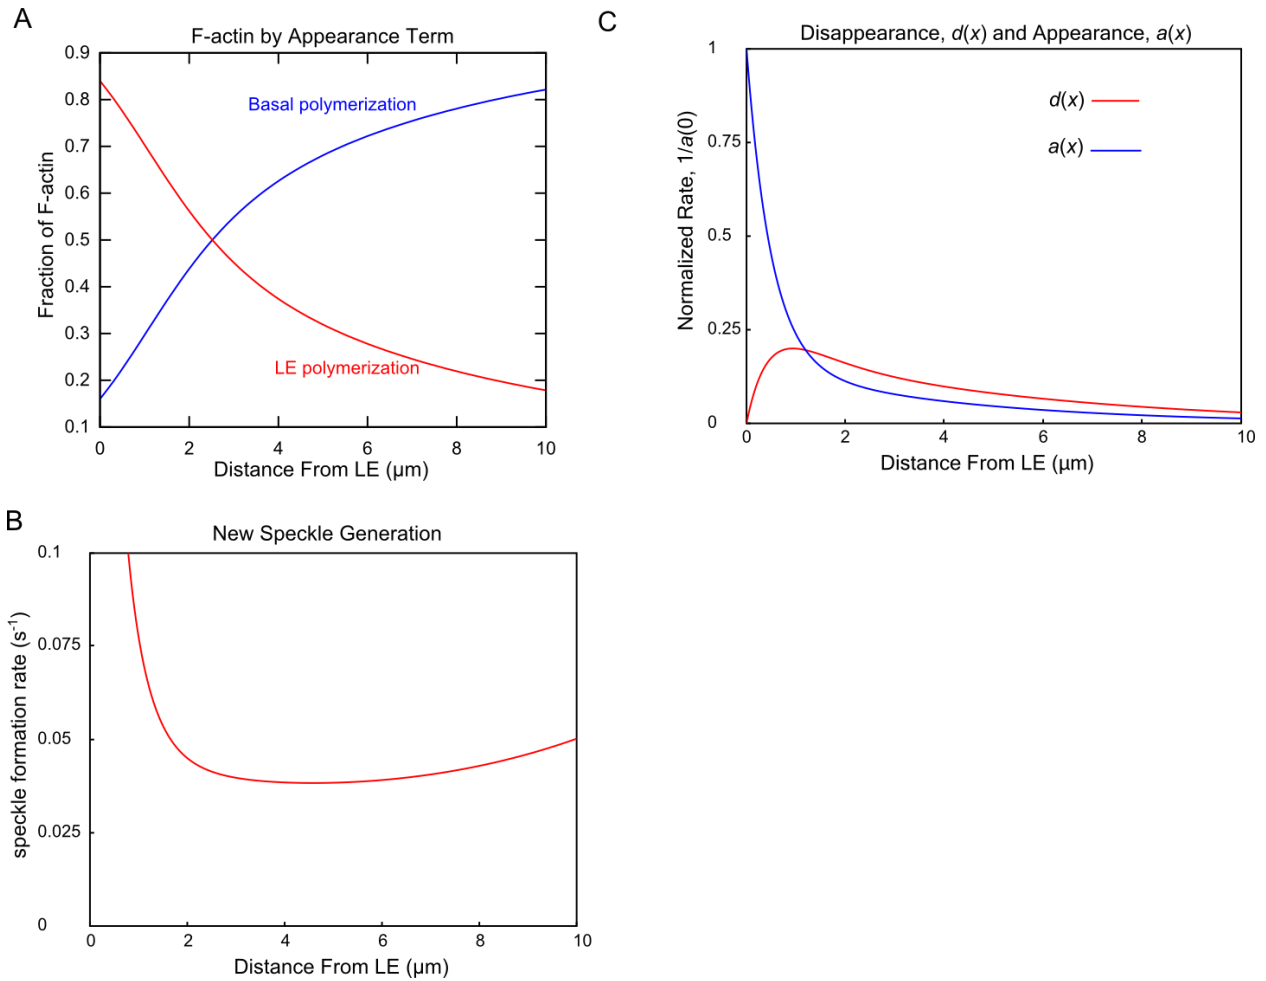 A
F-actin by Appearance Term
0.9
0.8
0.7
0.6
0.5
0.4
0.3
0.2
0.1
Fraction of F-actin
Basal polymerization
LE polymerization
0 2 4 6 8 10
Distance From LE (µm)
B
New Speckle Generation
0.1
0.075
0.05
0.025
0
speckle formation rate (s⁻¹)
0 2 4 6 8 10
Distance From LE (µm)
C
Disappearance, d(x) and Appearance, a(x)
1
0.75
0.5
0.25
0
Normalized Rate, 1/a(0)
d(x)
a(x)
0 2 4 6 8 10
Distance From LE (µm)